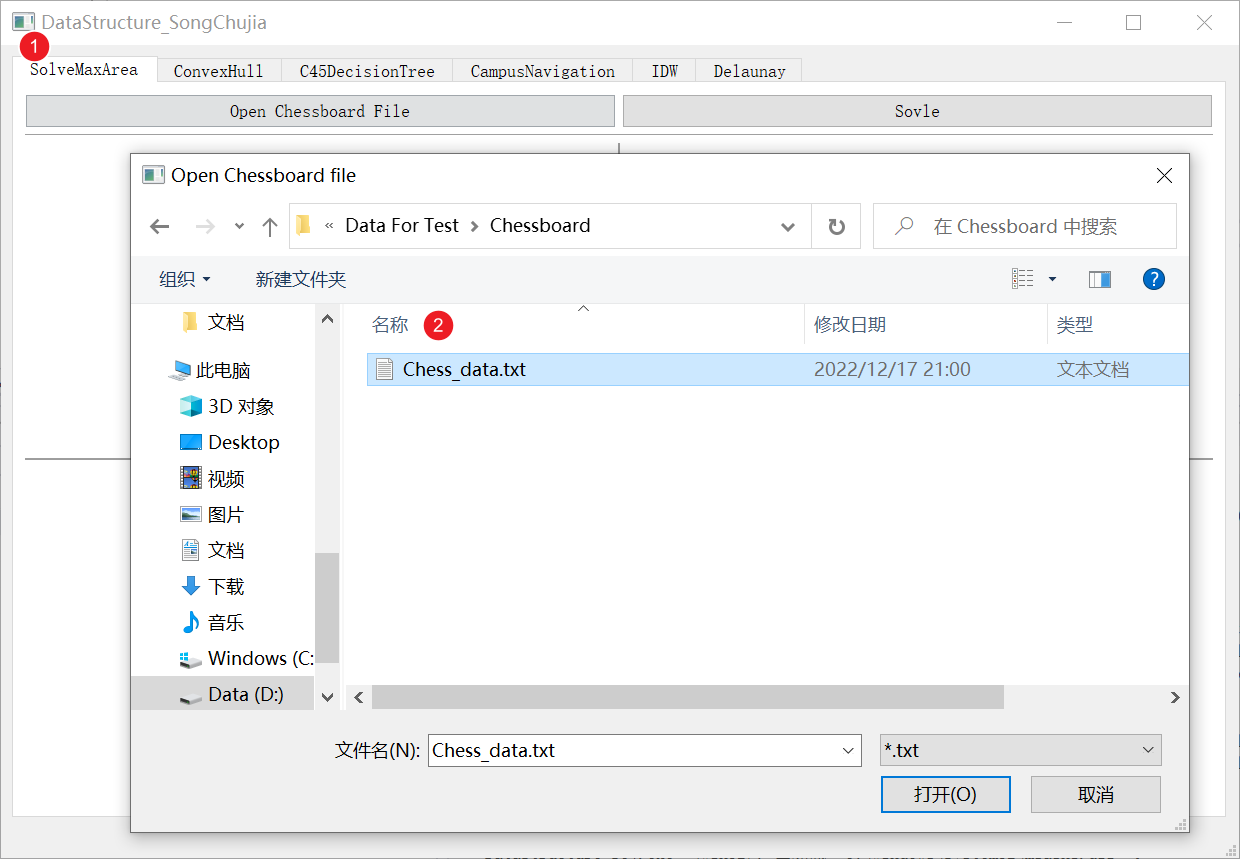 DataStructure_SongChujia
1
SolveMaxArea ConvexHull C45DecisionTree CampusNavigation IDW Delaunay
Open Chessboard File Sovle
Open Chessboard file
« Data For Test > Chessboard 在 Chessboard 中搜索
组织 新建文件夹 ?
文档
名称 2 修改日期 类型
Chess_data.txt 2022/12/17 21:00 文本文档
此电脑
3D 对象
Desktop
视频
图片
文档
下载
音乐
Windows (C:
Data (D:)
文件名(N): Chess_data.txt *.txt
打开(O) 取消